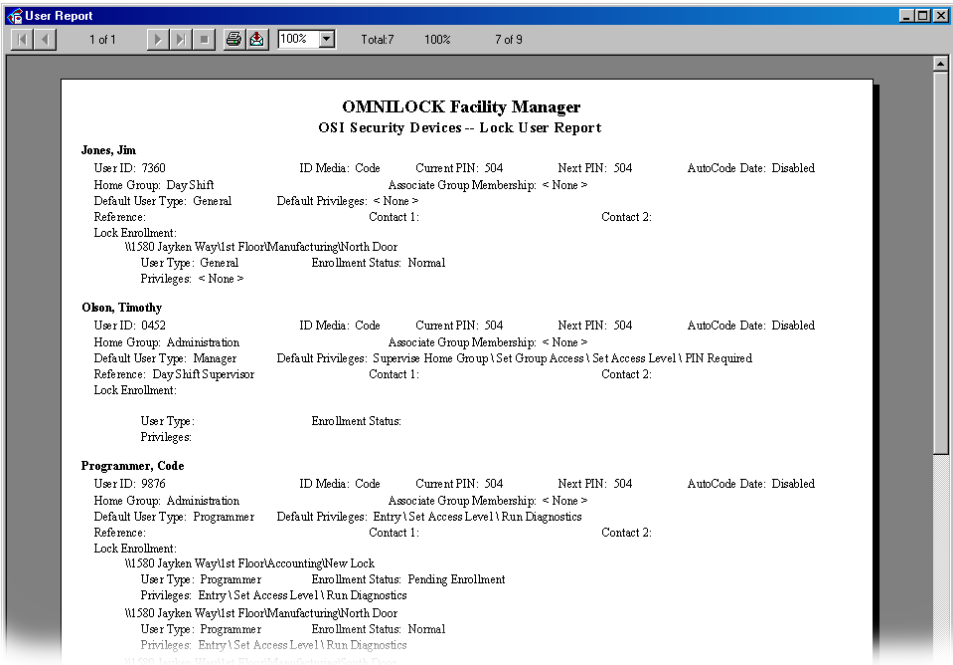 User Report
1 of 1 100% Total:7 100% 7 of 9
OMNILOCK Facility Manager
OSI Security Devices -- Lock User Report
Jones, Jim
User ID: 7360 ID Media: Code Current PIN: 504 Next PIN: 504 AutoCode Date: Disabled
Home Group: Day Shift Associate Group Membership: < None >
Default User Type: General Default Privileges: < None >
Reference: Contact 1: Contact 2:
Lock Enrollment:
\\1580 Jayken Way\1st Floor\Manufacturing\North Door
User Type: General Enrollment Status: Normal
Privileges: < None >
Olson, Timothy
User ID: 0452 ID Media: Code Current PIN: 504 Next PIN: 504 AutoCode Date: Disabled
Home Group: Administration Associate Group Membership: < None >
Default User Type: Manager Default Privileges: Supervise Home Group \ Set Group Access \ Set Access Level \ PIN Required
Reference: Day Shift Supervisor Contact 1: Contact 2:
Lock Enrollment:
User Type: Enrollment Status:
Privileges:
Programmer, Code
User ID: 9876 ID Media: Code Current PIN: 504 Next PIN: 504 AutoCode Date: Disabled
Home Group: Administration Associate Group Membership: < None >
Default User Type: Programmer Default Privileges: Entry \ Set Access Level \ Run Diagnostics
Reference: Contact 1: Contact 2:
Lock Enrollment:
\\1580 Jayken Way\1st Floor\Accounting\New Lock
User Type: Programmer Enrollment Status: Pending Enrollment
Privileges: Entry \ Set Access Level \ Run Diagnostics
\\1580 Jayken Way\1st Floor\Manufacturing\North Door
User Type: Programmer Enrollment Status: Normal
Privileges: Entry \ Set Access Level \ Run Diagnostics
\\1580 Jayken Way\1st Floor\Manufacturing\South Door